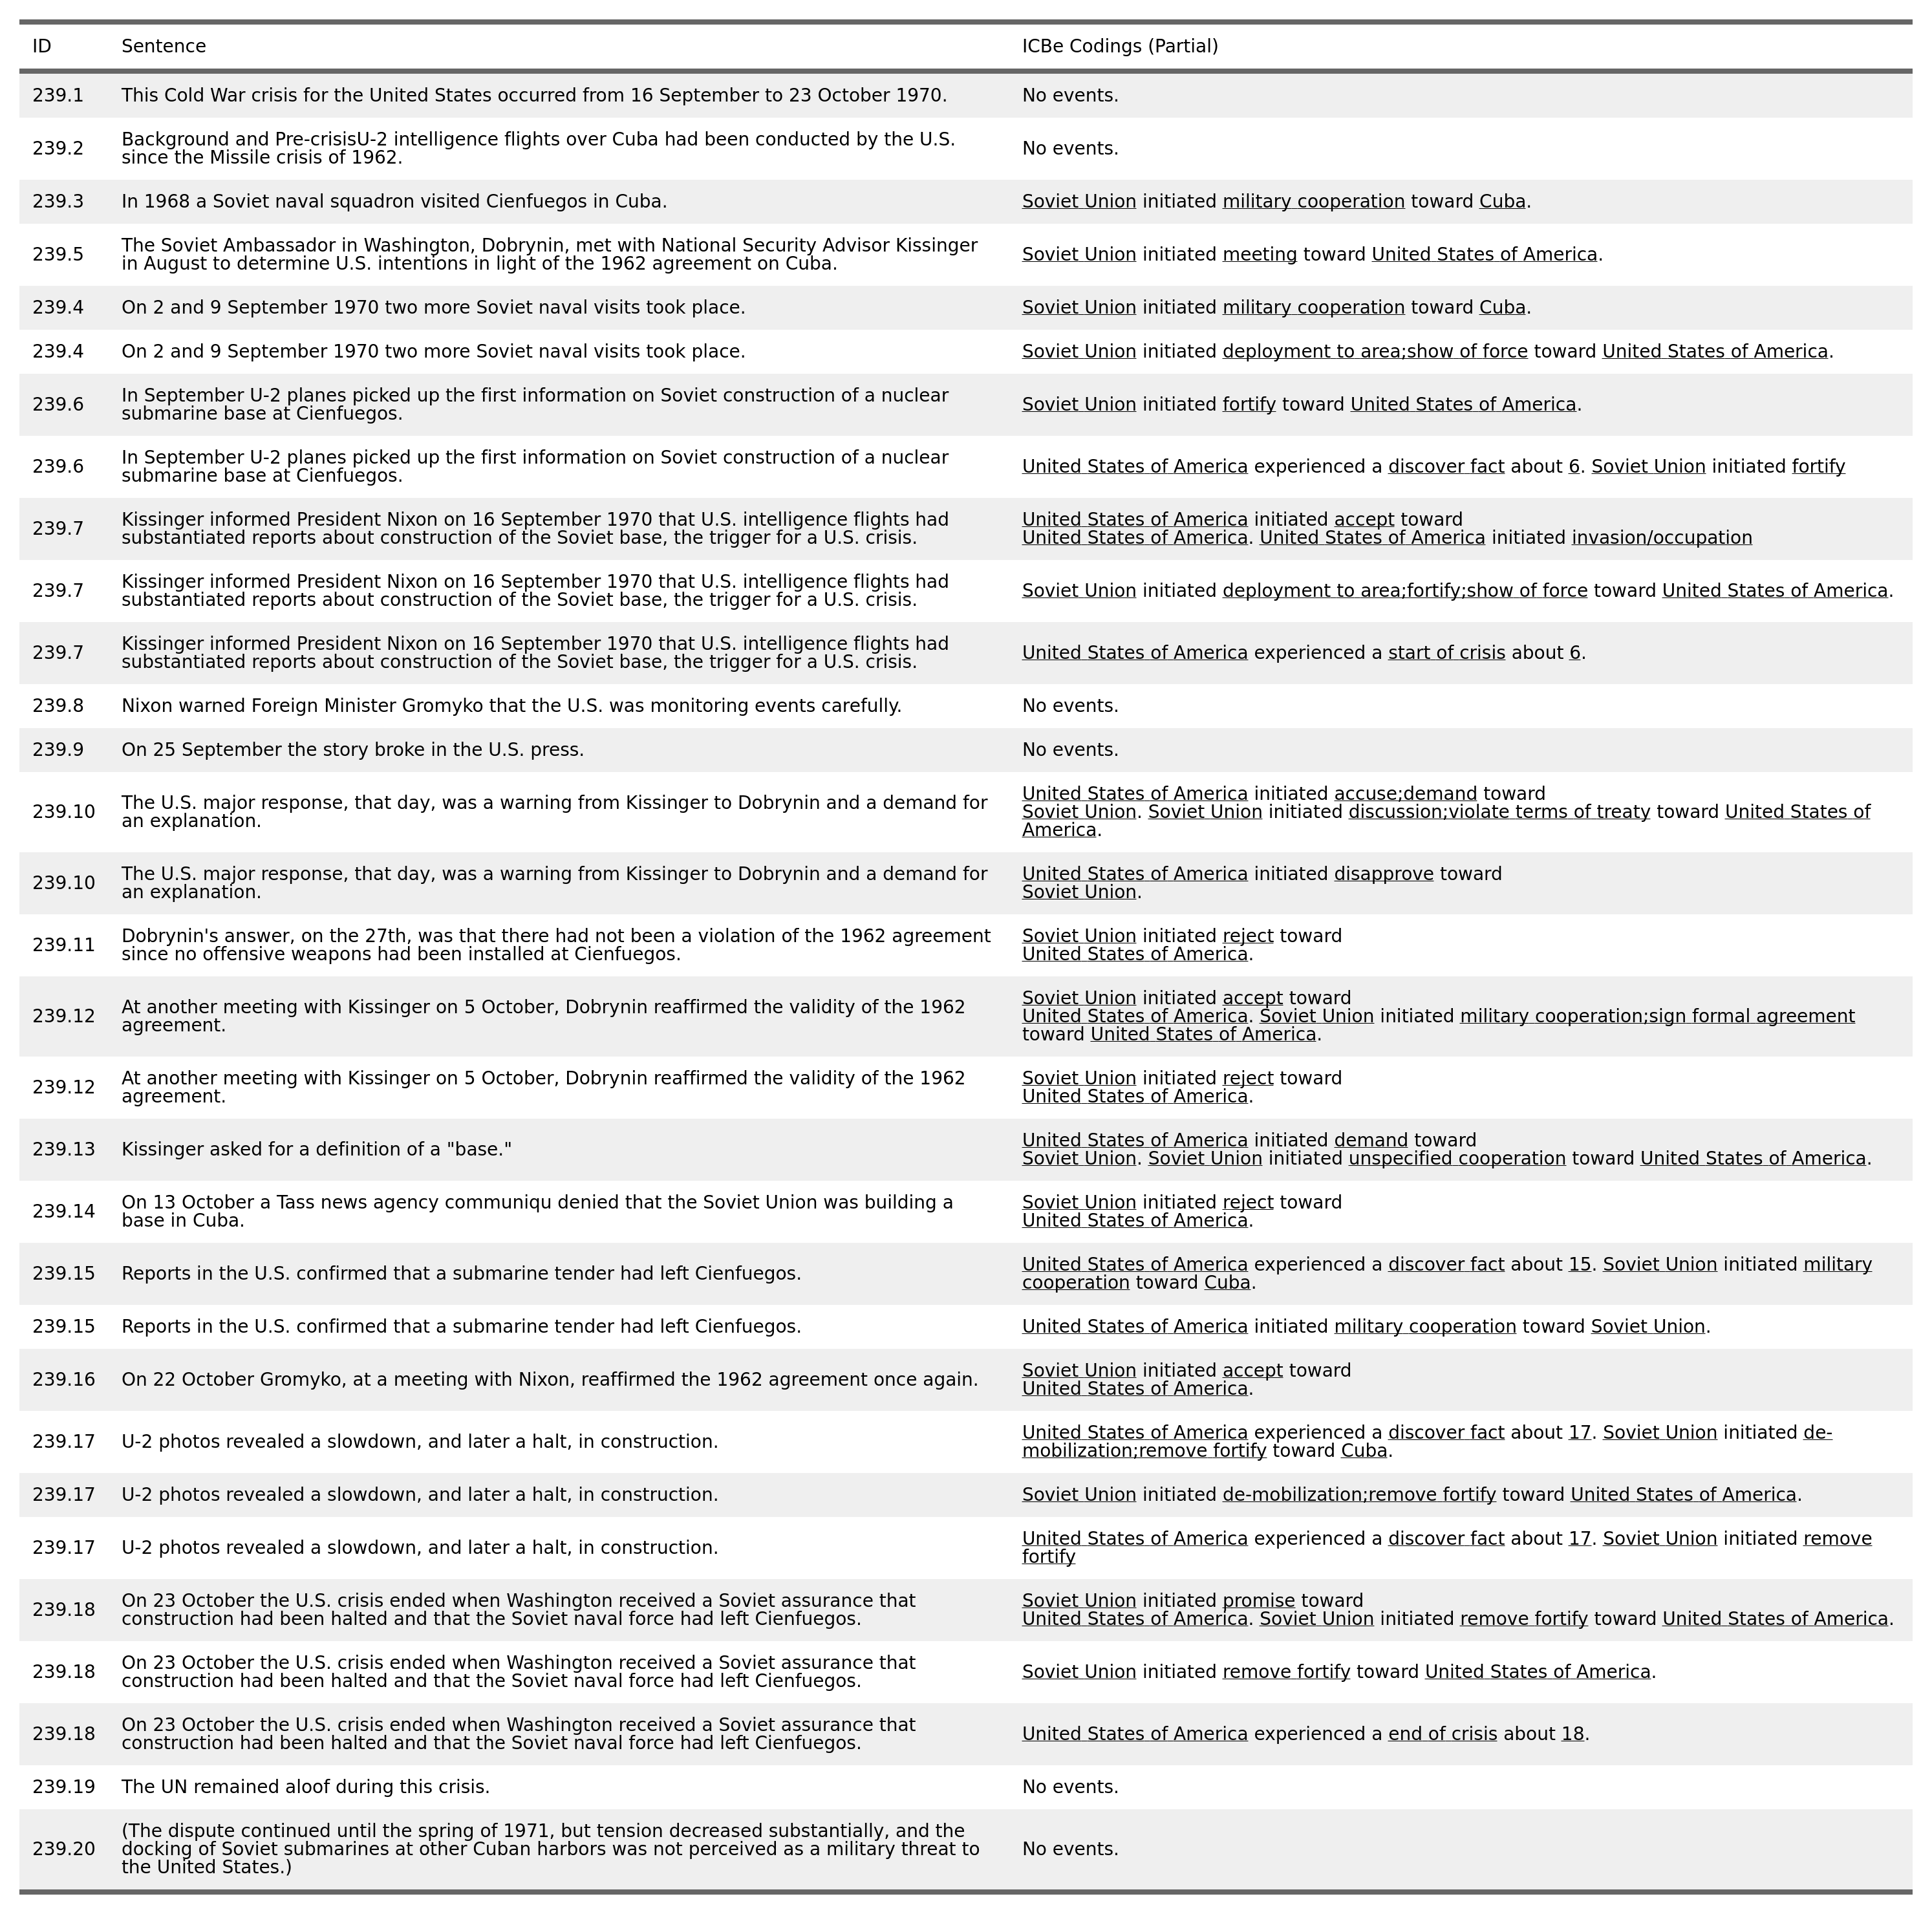 ID Sentence ICBe Codings (Partial)
239.1 This Cold War crisis for the United States occurred from 16 September to 23 October 1970. No events.
239.2 Background and Pre-crisisU-2 intelligence flights over Cuba had been conducted by the U.S.
since the Missile crisis of 1962. No events.
239.3 In 1968 a Soviet naval squadron visited Cienfuegos in Cuba. Soviet Union initiated military cooperation toward Cuba.
239.5 The Soviet Ambassador in Washington, Dobrynin, met with National Security Advisor Kissinger
in August to determine U.S. intentions in light of the 1962 agreement on Cuba. Soviet Union initiated meeting toward United States of America.
239.4 On 2 and 9 September 1970 two more Soviet naval visits took place. Soviet Union initiated military cooperation toward Cuba.
239.4 On 2 and 9 September 1970 two more Soviet naval visits took place. Soviet Union initiated deployment to area;show of force toward United States of America.
239.6 In September U-2 planes picked up the first information on Soviet construction of a nuclear
submarine base at Cienfuegos. Soviet Union initiated fortify toward United States of America.
239.6 In September U-2 planes picked up the first information on Soviet construction of a nuclear
submarine base at Cienfuegos. United States of America experienced a discover fact about 6. Soviet Union initiated fortify
239.7 Kissinger informed President Nixon on 16 September 1970 that U.S. intelligence flights had
substantiated reports about construction of the Soviet base, the trigger for a U.S. crisis. United States of America initiated accept toward
United States of America. United States of America initiated invasion/occupation
239.7 Kissinger informed President Nixon on 16 September 1970 that U.S. intelligence flights had
substantiated reports about construction of the Soviet base, the trigger for a U.S. crisis. Soviet Union initiated deployment to area;fortify;show of force toward United States of America.
239.7 Kissinger informed President Nixon on 16 September 1970 that U.S. intelligence flights had
substantiated reports about construction of the Soviet base, the trigger for a U.S. crisis. United States of America experienced a start of crisis about 6.
239.8 Nixon warned Foreign Minister Gromyko that the U.S. was monitoring events carefully. No events.
239.9 On 25 September the story broke in the U.S. press. No events.
239.10 The U.S. major response, that day, was a warning from Kissinger to Dobrynin and a demand for
an explanation. United States of America initiated accuse;demand toward
Soviet Union. Soviet Union initiated discussion;violate terms of treaty toward United States of
America.
239.10 The U.S. major response, that day, was a warning from Kissinger to Dobrynin and a demand for
an explanation. United States of America initiated disapprove toward
Soviet Union.
239.11 Dobrynin's answer, on the 27th, was that there had not been a violation of the 1962 agreement
since no offensive weapons had been installed at Cienfuegos. Soviet Union initiated reject toward
United States of America.
239.12 At another meeting with Kissinger on 5 October, Dobrynin reaffirmed the validity of the 1962
agreement. Soviet Union initiated accept toward
United States of America. Soviet Union initiated military cooperation;sign formal agreement
toward United States of America.
239.12 At another meeting with Kissinger on 5 October, Dobrynin reaffirmed the validity of the 1962
agreement. Soviet Union initiated reject toward
United States of America.
239.13 Kissinger asked for a definition of a "base." United States of America initiated demand toward
Soviet Union. Soviet Union initiated unspecified cooperation toward United States of America.
239.14 On 13 October a Tass news agency communiqu denied that the Soviet Union was building a
base in Cuba. Soviet Union initiated reject toward
United States of America.
239.15 Reports in the U.S. confirmed that a submarine tender had left Cienfuegos. United States of America experienced a discover fact about 15. Soviet Union initiated military
cooperation toward Cuba.
239.15 Reports in the U.S. confirmed that a submarine tender had left Cienfuegos. United States of America initiated military cooperation toward Soviet Union.
239.16 On 22 October Gromyko, at a meeting with Nixon, reaffirmed the 1962 agreement once again. Soviet Union initiated accept toward
United States of America.
239.17 U-2 photos revealed a slowdown, and later a halt, in construction. United States of America experienced a discover fact about 17. Soviet Union initiated de-
mobilization;remove fortify toward Cuba.
239.17 U-2 photos revealed a slowdown, and later a halt, in construction. Soviet Union initiated de-mobilization;remove fortify toward United States of America.
239.17 U-2 photos revealed a slowdown, and later a halt, in construction. United States of America experienced a discover fact about 17. Soviet Union initiated remove
fortify
239.18 On 23 October the U.S. crisis ended when Washington received a Soviet assurance that
construction had been halted and that the Soviet naval force had left Cienfuegos. Soviet Union initiated promise toward
United States of America. Soviet Union initiated remove fortify toward United States of America.
239.18 On 23 October the U.S. crisis ended when Washington received a Soviet assurance that
construction had been halted and that the Soviet naval force had left Cienfuegos. Soviet Union initiated remove fortify toward United States of America.
239.18 On 23 October the U.S. crisis ended when Washington received a Soviet assurance that
construction had been halted and that the Soviet naval force had left Cienfuegos. United States of America experienced a end of crisis about 18.
239.19 The UN remained aloof during this crisis. No events.
239.20 (The dispute continued until the spring of 1971, but tension decreased substantially, and the
docking of Soviet submarines at other Cuban harbors was not perceived as a military threat to
the United States.) No events.